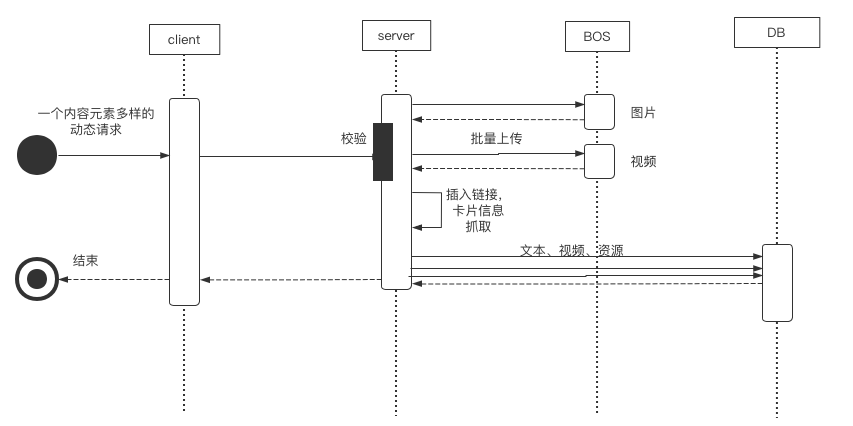 client
server
BOS
DB
一个内容元素多样的
动态请求
校验
批量上传
图片
视频
插入链接，
卡片信息
抓取
文本、视频、资源
结束